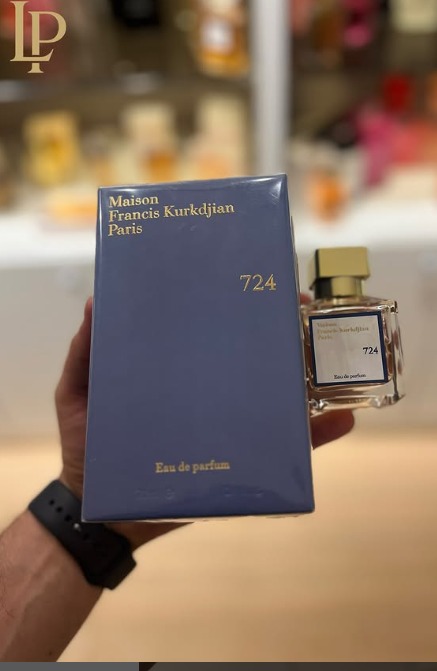 LP
Maison
Francis Kurkdjian
Paris
724
Eau de parfum
Maison
Francis Kurkdjian
Paris
724
Eau de parfum